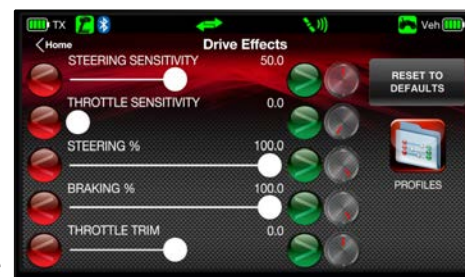 TX
Veh
Home
Drive Effects
STEERING SENSITIVITY 50.0
THROTTLE SENSITIVITY 0.0
STEERING % 100.0
BRAKING % 100.0
THROTTLE TRIM 0.0
RESET TO
DEFAULTS
PROFILES